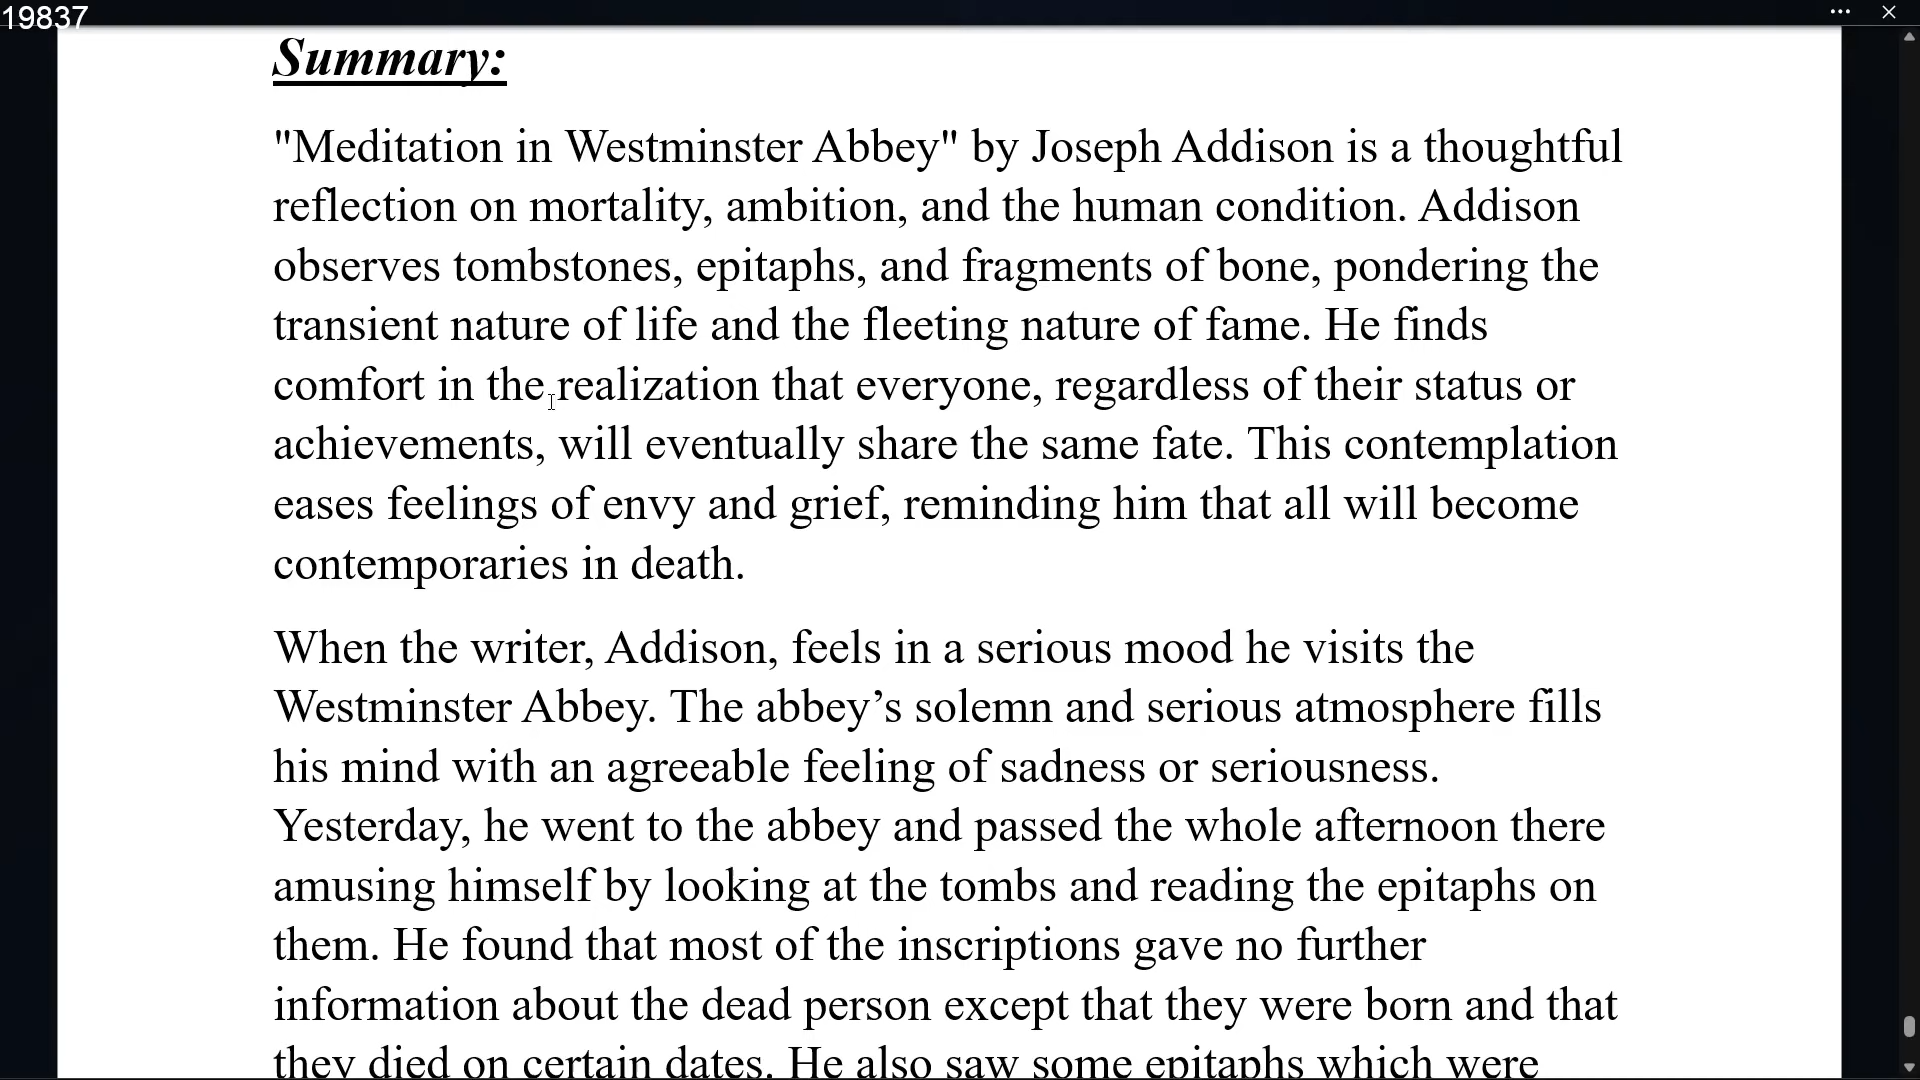 19837
Summary:
"Meditation in Westminster Abbey" by Joseph Addison is a thoughtful
reflection on mortality, ambition, and the human condition. Addison
observes tombstones, epitaphs, and fragments of bone, pondering the
transient nature of life and the fleeting nature of fame. He finds
comfort in the realization that everyone, regardless of their status or
achievements, will eventually share the same fate. This contemplation
eases feelings of envy and grief, reminding him that all will become
contemporaries in death.
When the writer, Addison, feels in a serious mood he visits the
Westminster Abbey. The abbey’s solemn and serious atmosphere fills
his mind with an agreeable feeling of sadness or seriousness.
Yesterday, he went to the abbey and passed the whole afternoon there
amusing himself by looking at the tombs and reading the epitaphs on
them. He found that most of the inscriptions gave no further
information about the dead person except that they were born and that
they died on certain dates. He also saw some epitaphs which were